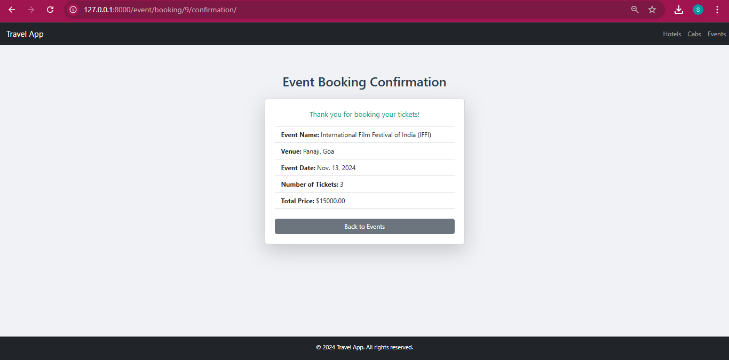 127.0.0.1:8000/event/booking/9/confirmation/
S
Travel App
Hotels Cabs Events
Event Booking Confirmation
Thank you for booking your tickets!
Event Name: International Film Festival of India (IFFI)
Venue: Panaji, Goa
Event Date: Nov. 13, 2024
Number of Tickets: 3
Total Price: $15000.00
Back to Events
© 2024 Travel App. All rights reserved.